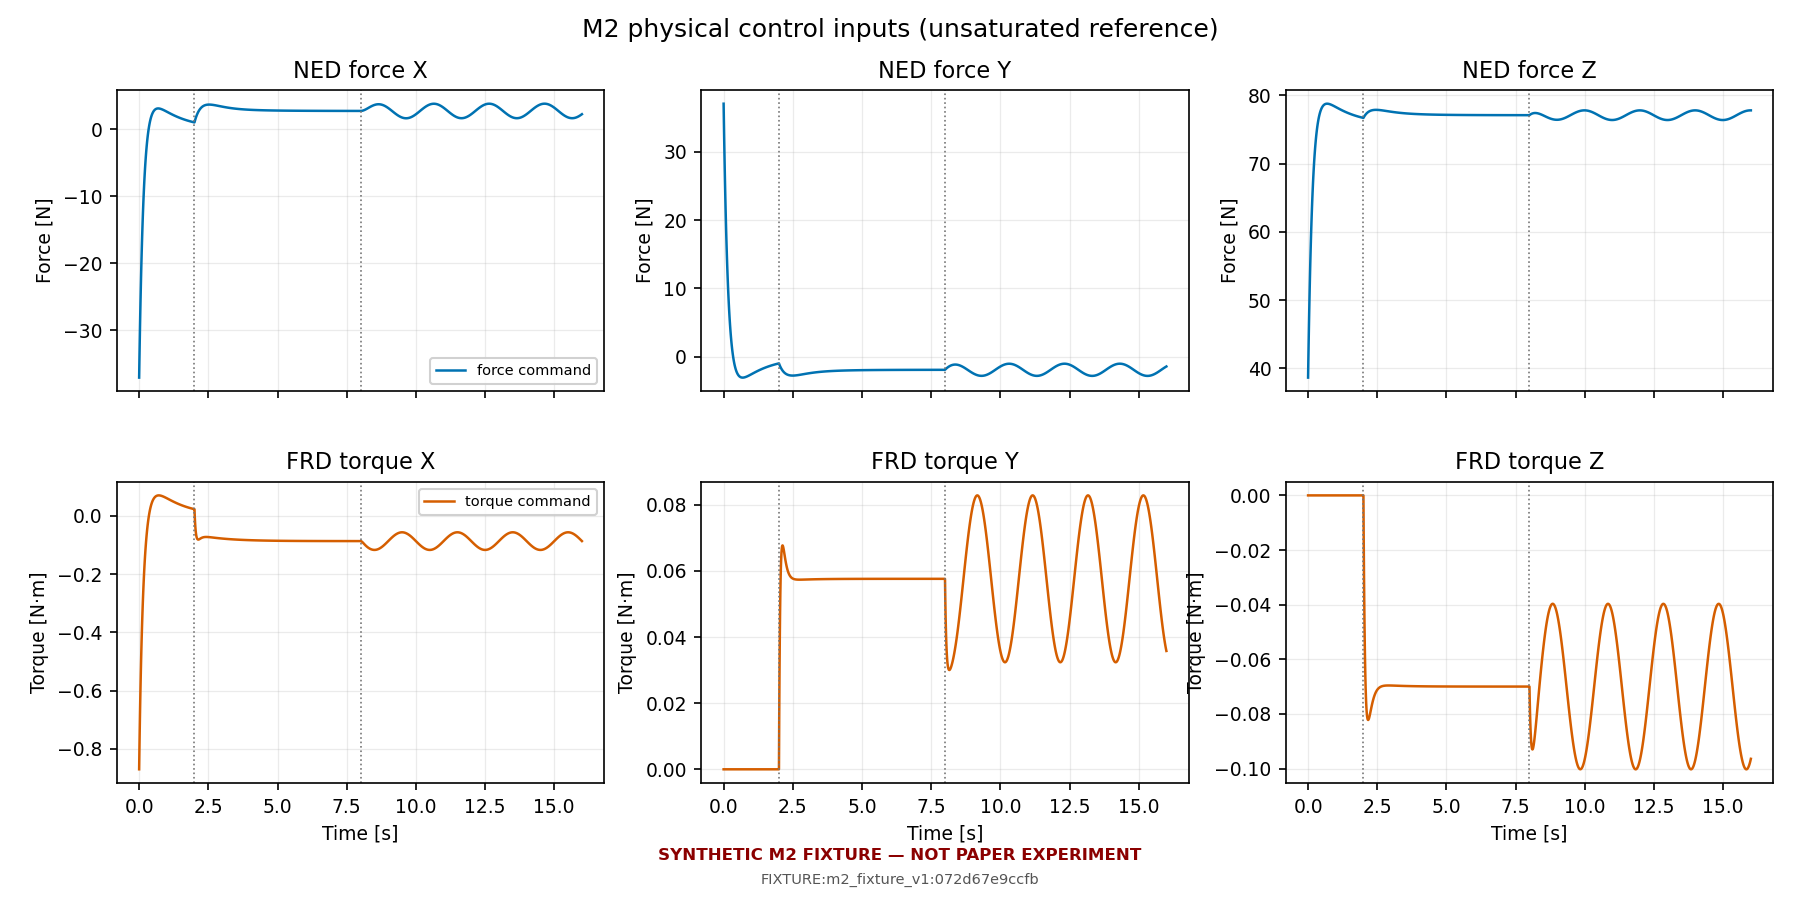 M2 physical control inputs (unsaturated reference)
NED force X
NED force Y
NED force Z
Force [N]
0
−10
−20
−30
force command
Force [N]
30
20
10
0
Force [N]
80
70
60
50
40
FRD torque X
FRD torque Y
FRD torque Z
Torque [N·m]
0.0
−0.2
−0.4
−0.6
−0.8
torque command
0.0 2.5 5.0 7.5 10.0 12.5 15.0
Time [s]
Torque [N·m]
0.08
0.06
0.04
0.02
0.00
0.0 2.5 5.0 7.5 10.0 12.5 15.0
Time [s]
Torque [N·m]
0.00
−0.02
−0.04
−0.06
−0.08
−0.10
0.0 2.5 5.0 7.5 10.0 12.5 15.0
Time [s]
SYNTHETIC M2 FIXTURE — NOT PAPER EXPERIMENT
FIXTURE:m2_fixture_v1:072d67e9ccfb